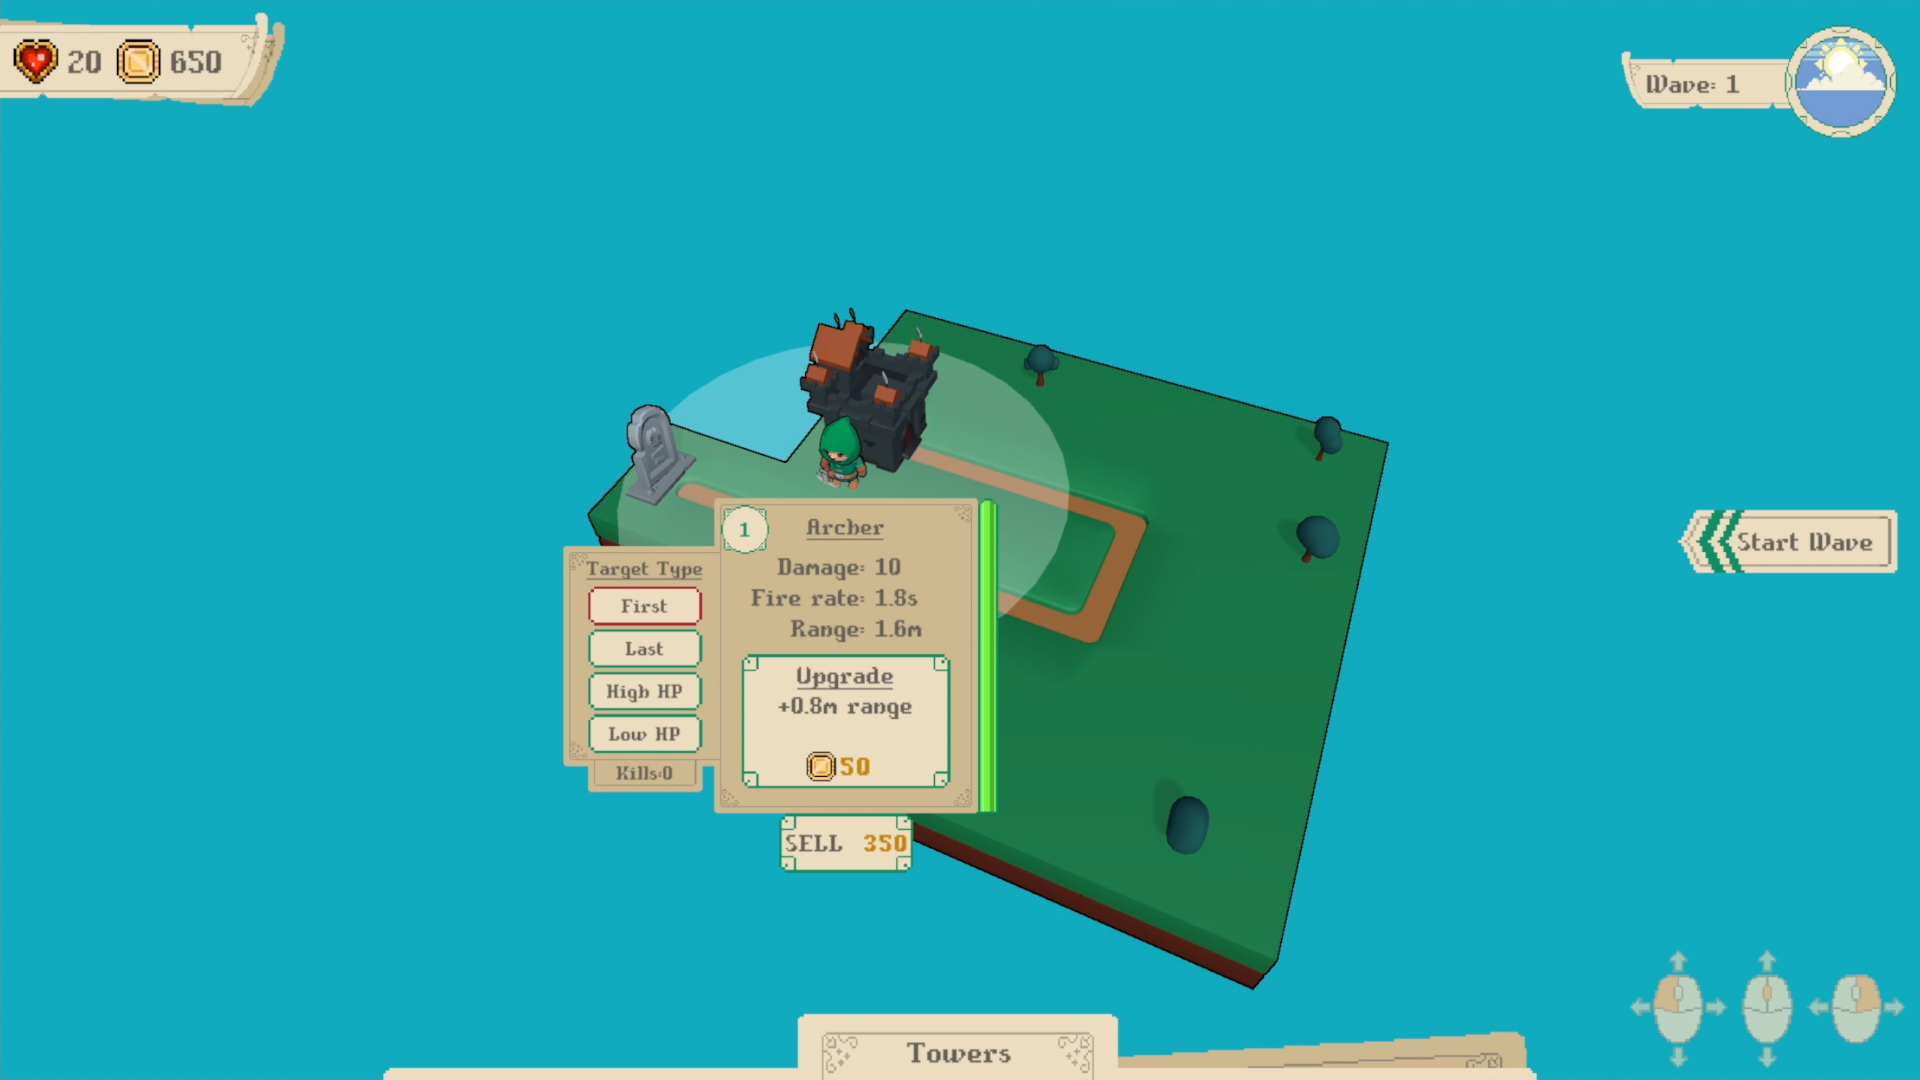 20 650
Wave: 1
1 Archer
Damage: 10
Fire rate: 1.8s
Range: 1.6m
Upgrade
+0.8m range
50
Target Type
First
Last
High HP
Low HP
Kills:0
SELL 350
Start Wave
Towers